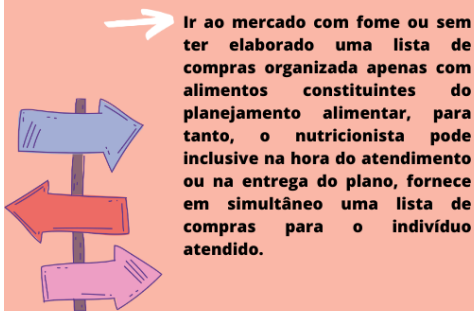 Ir ao mercado com fome ou sem
ter elaborado uma lista de
compras organizada apenas com
alimentos constituintes do
planejamento alimentar, para
tanto, o nutricionista pode
inclusive na hora do atendimento
ou na entrega do plano, fornece
em simultâneo uma lista de
compras para o indivíduo
atendido.